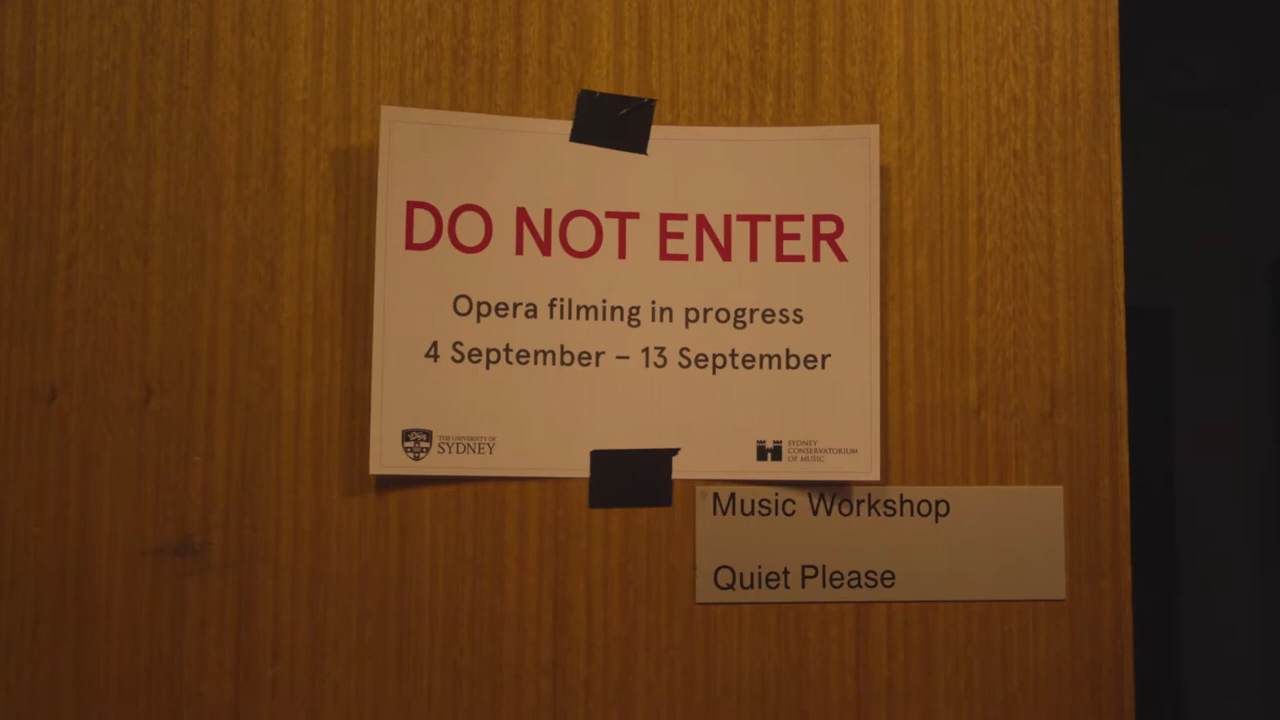 DO NOT ENTER
Opera filming in progress
4 September – 13 September
THE UNIVERSITY OF
SYDNEY
SYDNEY
CONSERVATORIUM
OF MUSIC
Music Workshop
Quiet Please